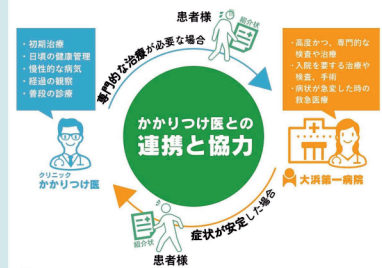 患者様
紹介状
専門的な治療が必要な場合
・初期治療
・日頃の健康管理
・慢性的な病気
・経過の観察
・普段の診療
クリニック
かかりつけ医
かかりつけ医との
連携と協力
・高度かつ、専門的な
検査や治療
・入院を要する治療や
検査、手術
・病状が急変した時の
救急医療
大浜第一病院
症状が安定した場合
紹介状
患者様